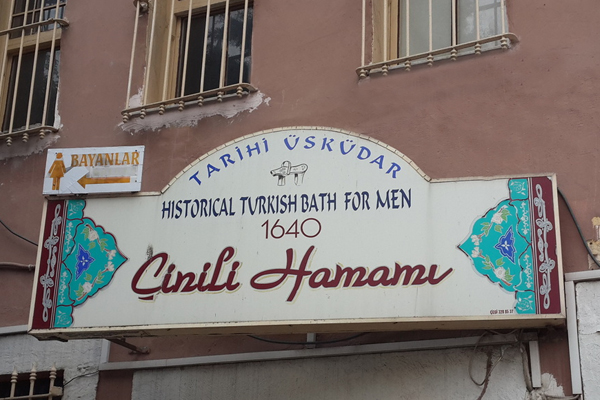 BAYANLAR
TARİHİ ÜSKÜDAR
HISTORICAL TURKISH BATH FOR MEN
1640
Çinili Hamamı